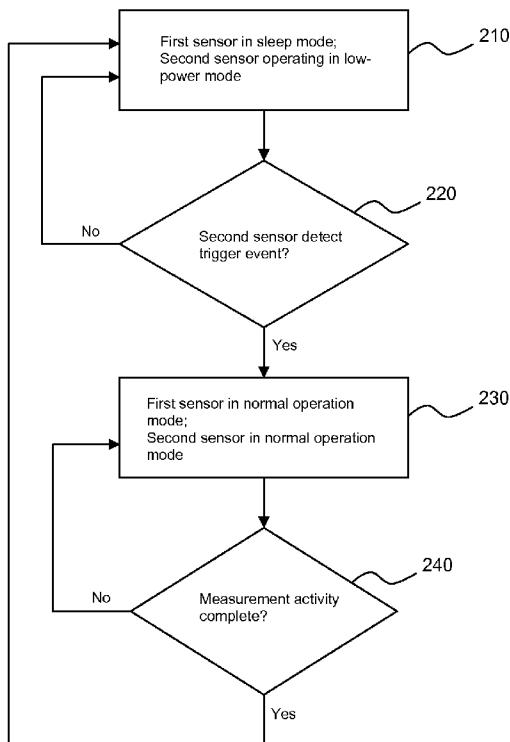 First sensor in sleep mode;
Second sensor operating in low-
power mode
210
220
Second sensor detect
trigger event?
No
Yes
First sensor in normal operation
mode;
Second sensor in normal operation
mode
230
240
Measurement activity
complete?
No
Yes